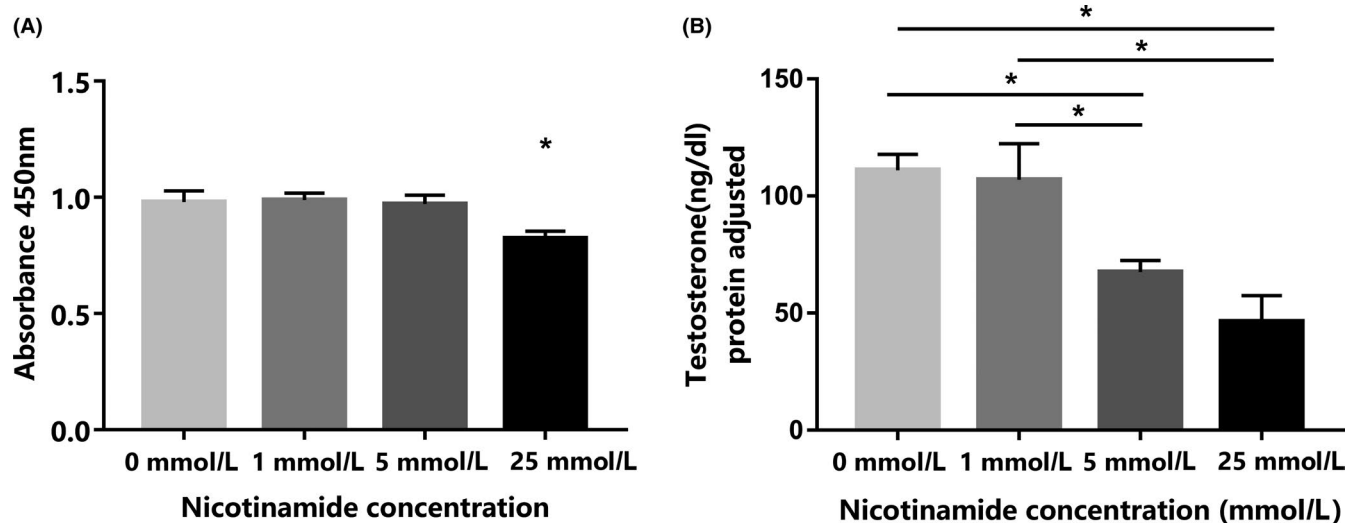 (A)
Absorbance 450nm
1.5
1.0
0.5
0.0
*
0 mmol/L 1 mmol/L 5 mmol/L 25 mmol/L
Nicotinamide concentration
(B)
Testosterone(ng/dl)
protein adjusted
150
100
50
0
*
*
*
*
0 mmol/L 1 mmol/L 5 mmol/L 25 mmol/L
Nicotinamide concentration (mmol/L)